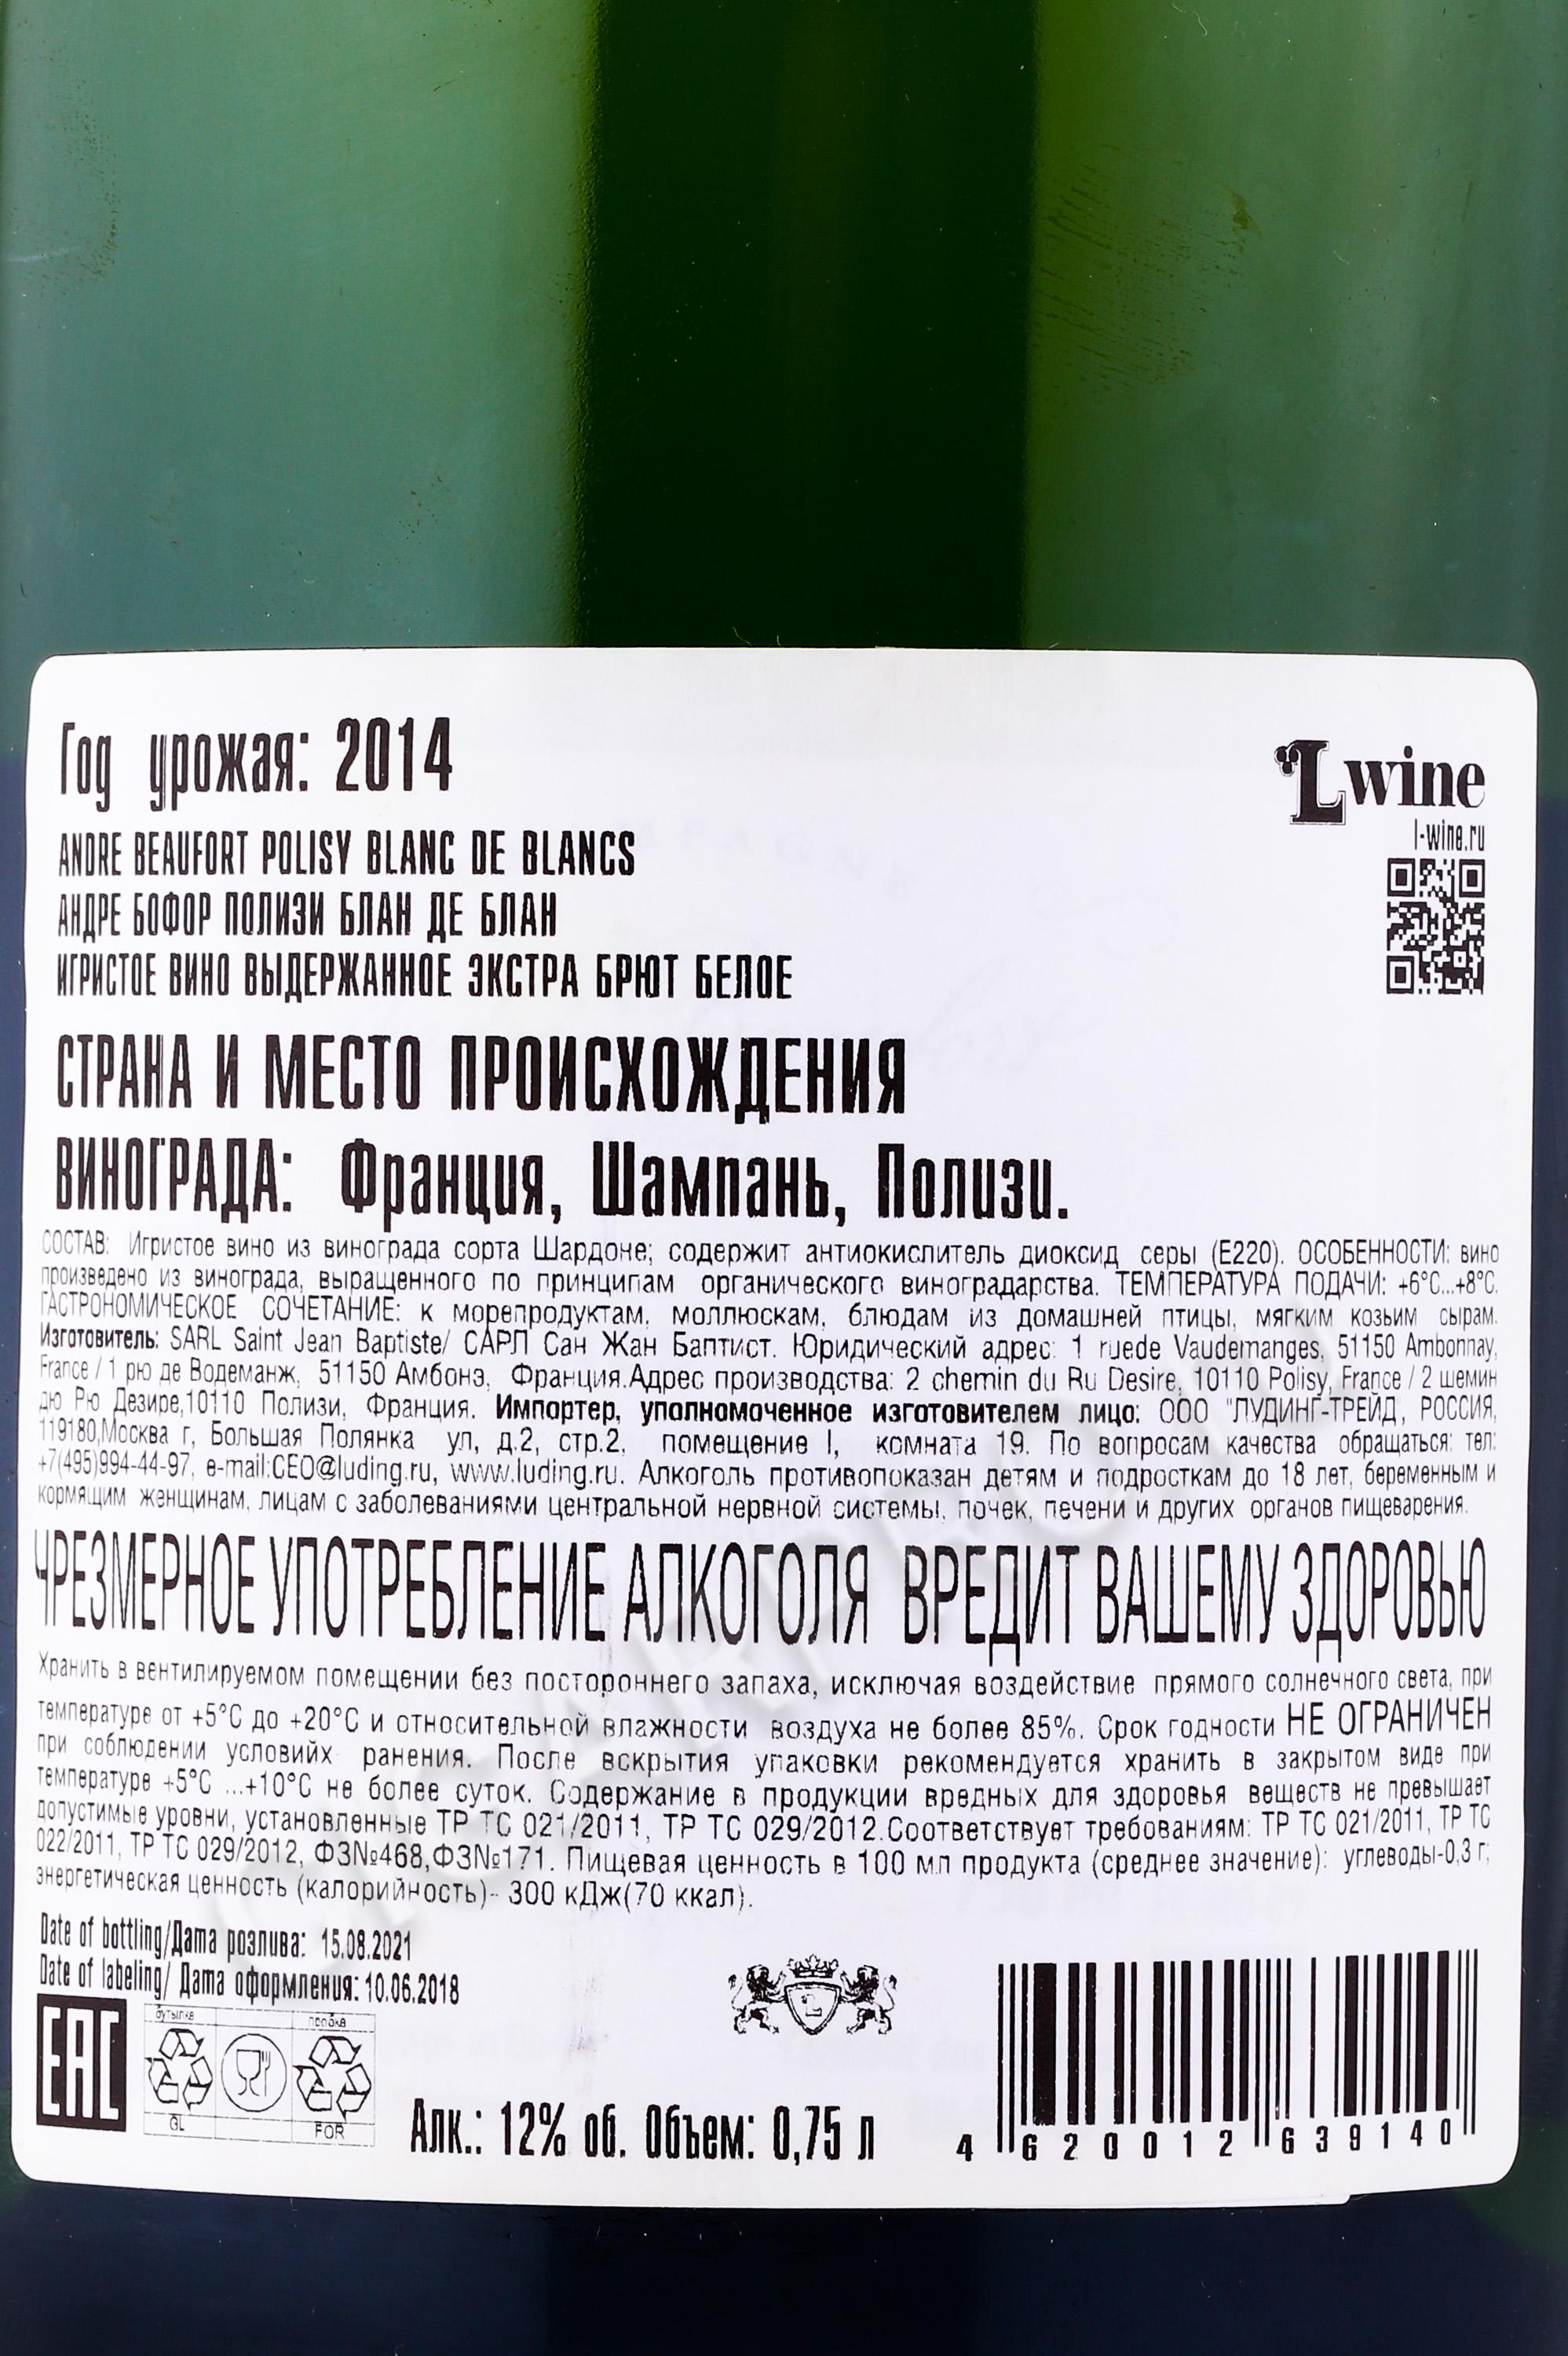 Год урожая: 2014
Lwine
l-wine.ru
ANDRE BEAUFORT POLISY BLANC DE BLANCS
АНДРЕ БОФОР ПОЛИЗИ БЛАН ДЕ БЛАН
ИГРИСТОЕ ВИНО ВЫДЕРЖАННОЕ ЭКСТРА БРЮТ БЕЛОЕ
СТРАНА И МЕСТО ПРОИСХОЖДЕНИЯ
ВИНОГРАДА: Франция, Шампань, Полизи.
СОСТАВ: Игристое вино из винограда сорта Шардоне; содержит антиокислитель диоксид серы (Е220). ОСОБЕННОСТИ: вино
произведено из винограда, выращенного по принципам органического виноградарства. ТЕМПЕРАТУРА ПОДАЧИ: +6°С...+8°С.
ГАСТРОНОМИЧЕСКОЕ СОЧЕТАНИЕ: к морепродуктам, моллюскам, блюдам из домашней птицы, мягким козьим сырам.
Изготовитель: SARL Saint Jean Baptiste/ САРЛ Сан Жан Баптист. Юридический адрес: 1 ruede Vaudemanges, 51150 Ambonnay,
France / 1 рю де Водеманж, 51150 Амбонэ, Франция.Адрес производства: 2 chemin du Ru Desire, 10110 Polisy, France / 2 шемин
дю Рю Дезире,10110 Полизи, Франция. Импортер, уполномоченное изготовителем лицо: ООО "ЛУДИНГ-ТРЕЙД, РОССИЯ,
119180,Москва г, Большая Полянка ул, д.2, стр.2, помещение I, комната 19. По вопросам качества обращаться: тел:
+7(495)994-44-97, e-mail:CEO@luding.ru, www.luding.ru. Алкоголь противопоказан детям и подросткам до 18 лет, беременным и
кормящим женщинам, лицам с заболеваниями центральной нервной системы, почек, печени и других органов пищеварения.
ЧРЕЗМЕРНОЕ УПОТРЕБЛЕНИЕ АЛКОГОЛЯ ВРЕДИТ ВАШЕМУ ЗДОРОВЬЮ
Хранить в вентилируемом помещении без постороннего запаха, исключая воздействие прямого солнечного света, при
температуре от +5°С до +20°С и относительной влажности воздуха не более 85%. Срок годности НЕ ОГРАНИЧЕН
при соблюдении условийх ранения. После вскрытия упаковки рекомендуется хранить в закрытом виде при
температуре +5°С ...+10°С не более суток. Содержание в продукции вредных для здоровья веществ не превышает
допустимые уровни, установленные ТР ТС 021/2011, ТР ТС 029/2012.Соответствует требованиям: ТР ТС 021/2011, ТР ТС
022/2011, ТР ТС 029/2012, ФЗ№468,ФЗ№171. Пищевая ценность в 100 мл продукта (среднее значение): углеводы-0,3 г;
энергетическая ценность (калорийность)- 300 кДж(70 ккал).
Date of bottling/Дата розлива: 15.08.2021
Date of labeling/ Дата оформления: 10.06.2018
EAC
бутылка
пробка
GL
FOR
Алк.: 12% об. Объем: 0,75 л
4 620012 639140